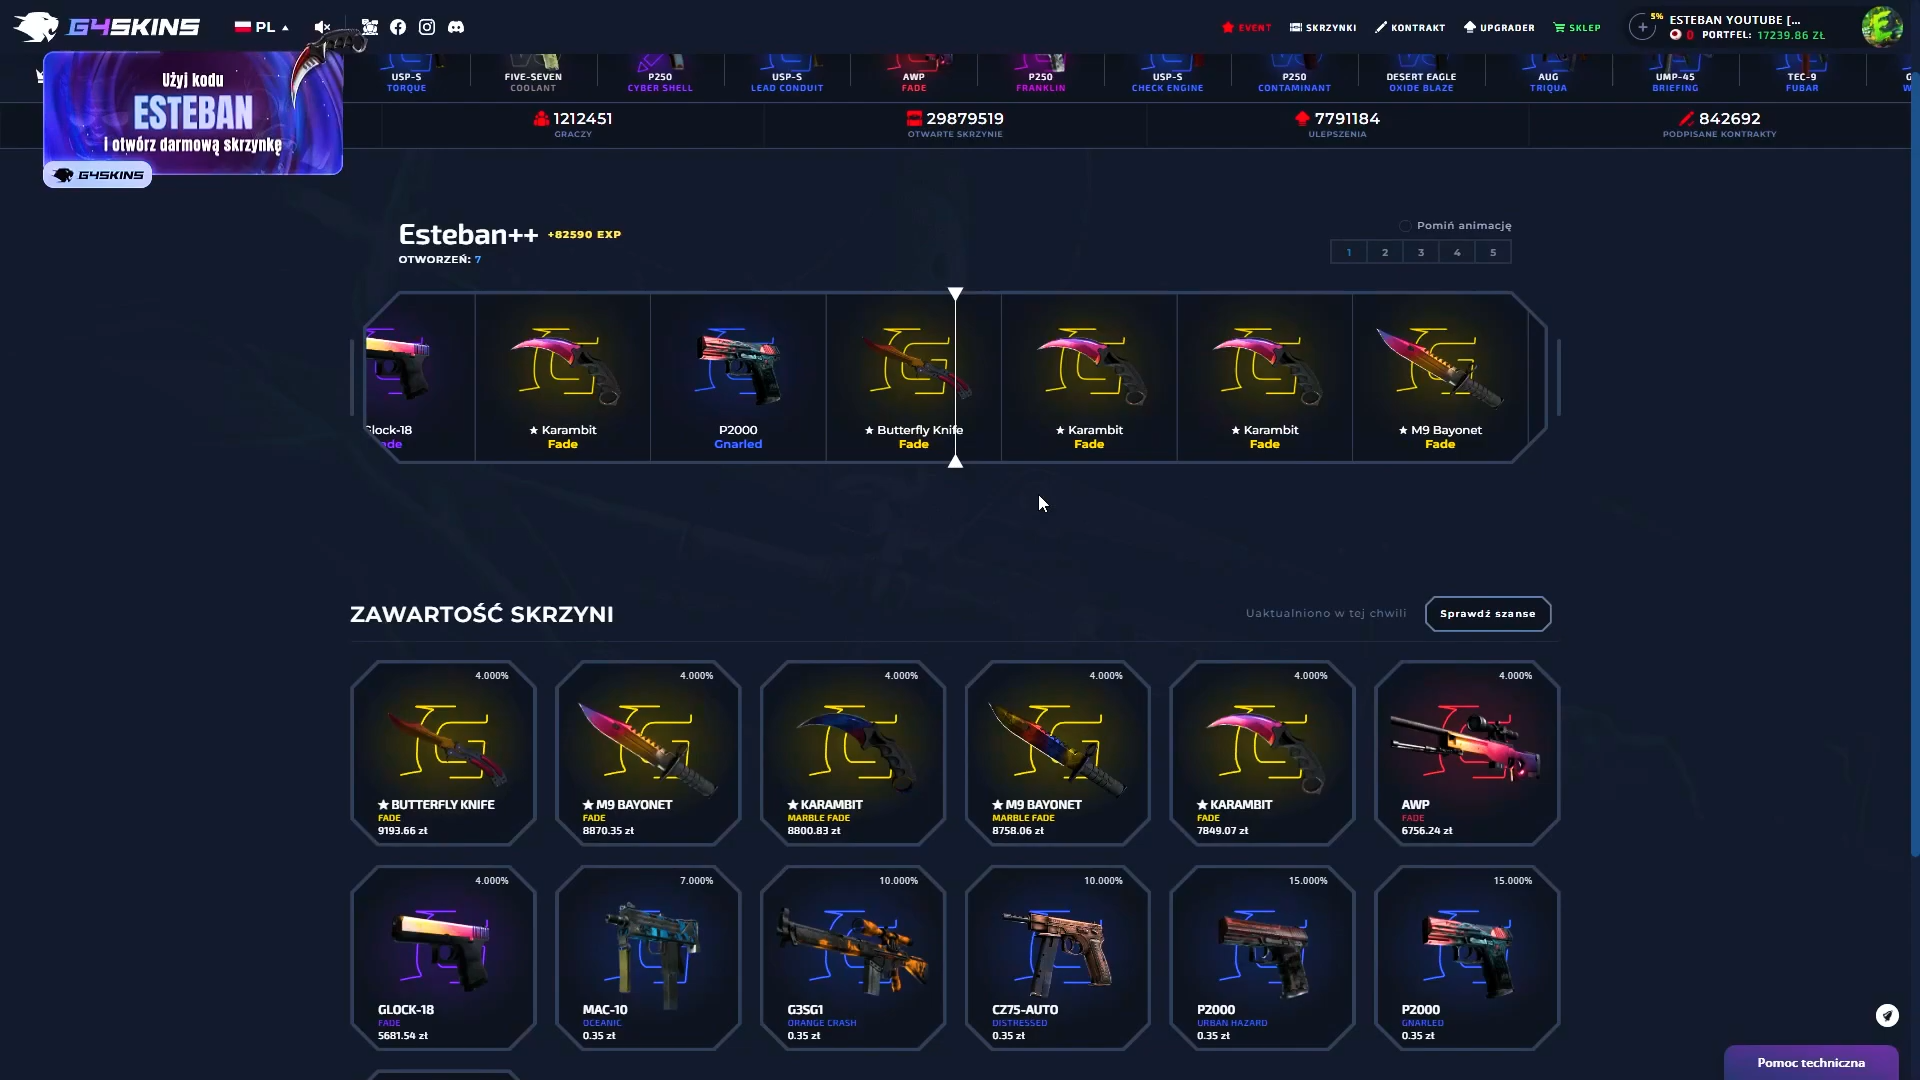 G4SKINS
PL
EVENT
SKRZYNKI
KONTRAKT
UPGRADER
SKLEP
5%
ESTEBAN YOUTUBE [...
0 PORTFEL: 17239.86 ZŁ
Użyj kodu
ESTEBAN
i otwórz darmową skrzynkę
G4SKINS
USP-S
TORQUE
FIVE-SEVEN
COOLANT
P250
CYBER SHELL
USP-S
LEAD CONDUIT
AWP
FADE
P250
FRANKLIN
USP-S
CHECK ENGINE
P250
CONTAMINANT
DESERT EAGLE
OXIDE BLAZE
AUG
TRIQUA
UMP-45
BRIEFING
TEC-9
FUBAR
1212451
GRACZY
29879519
OTWARTE SKRZYNIE
7791184
ULEPSZENIA
842692
PODPISANE KONTRAKTY
Esteban++ +82590 EXP
OTWORZEŃ: 7
Pomiń animację
1 2 3 4 5
Glock-18
Fade
★ Karambit
Fade
P2000
Gnarled
★ Butterfly Knife
Fade
★ Karambit
Fade
★ Karambit
Fade
★ M9 Bayonet
Fade
ZAWARTOŚĆ SKRZYNI
Uaktualniono w tej chwili
Sprawdź szanse
4.000%
★ BUTTERFLY KNIFE
FADE
9193.66 zł
4.000%
★ M9 BAYONET
FADE
8870.35 zł
4.000%
★ KARAMBIT
MARBLE FADE
8800.83 zł
4.000%
★ M9 BAYONET
MARBLE FADE
8758.06 zł
4.000%
★ KARAMBIT
FADE
7849.07 zł
4.000%
AWP
FADE
6756.24 zł
4.000%
GLOCK-18
FADE
5681.54 zł
7.000%
MAC-10
OCEANIC
0.35 zł
10.000%
G3SG1
ORANGE CRASH
0.35 zł
10.000%
CZ75-AUTO
DISTRESSED
0.35 zł
15.000%
P2000
URBAN HAZARD
0.35 zł
15.000%
P2000
GNARLED
0.35 zł
Pomoc techniczna